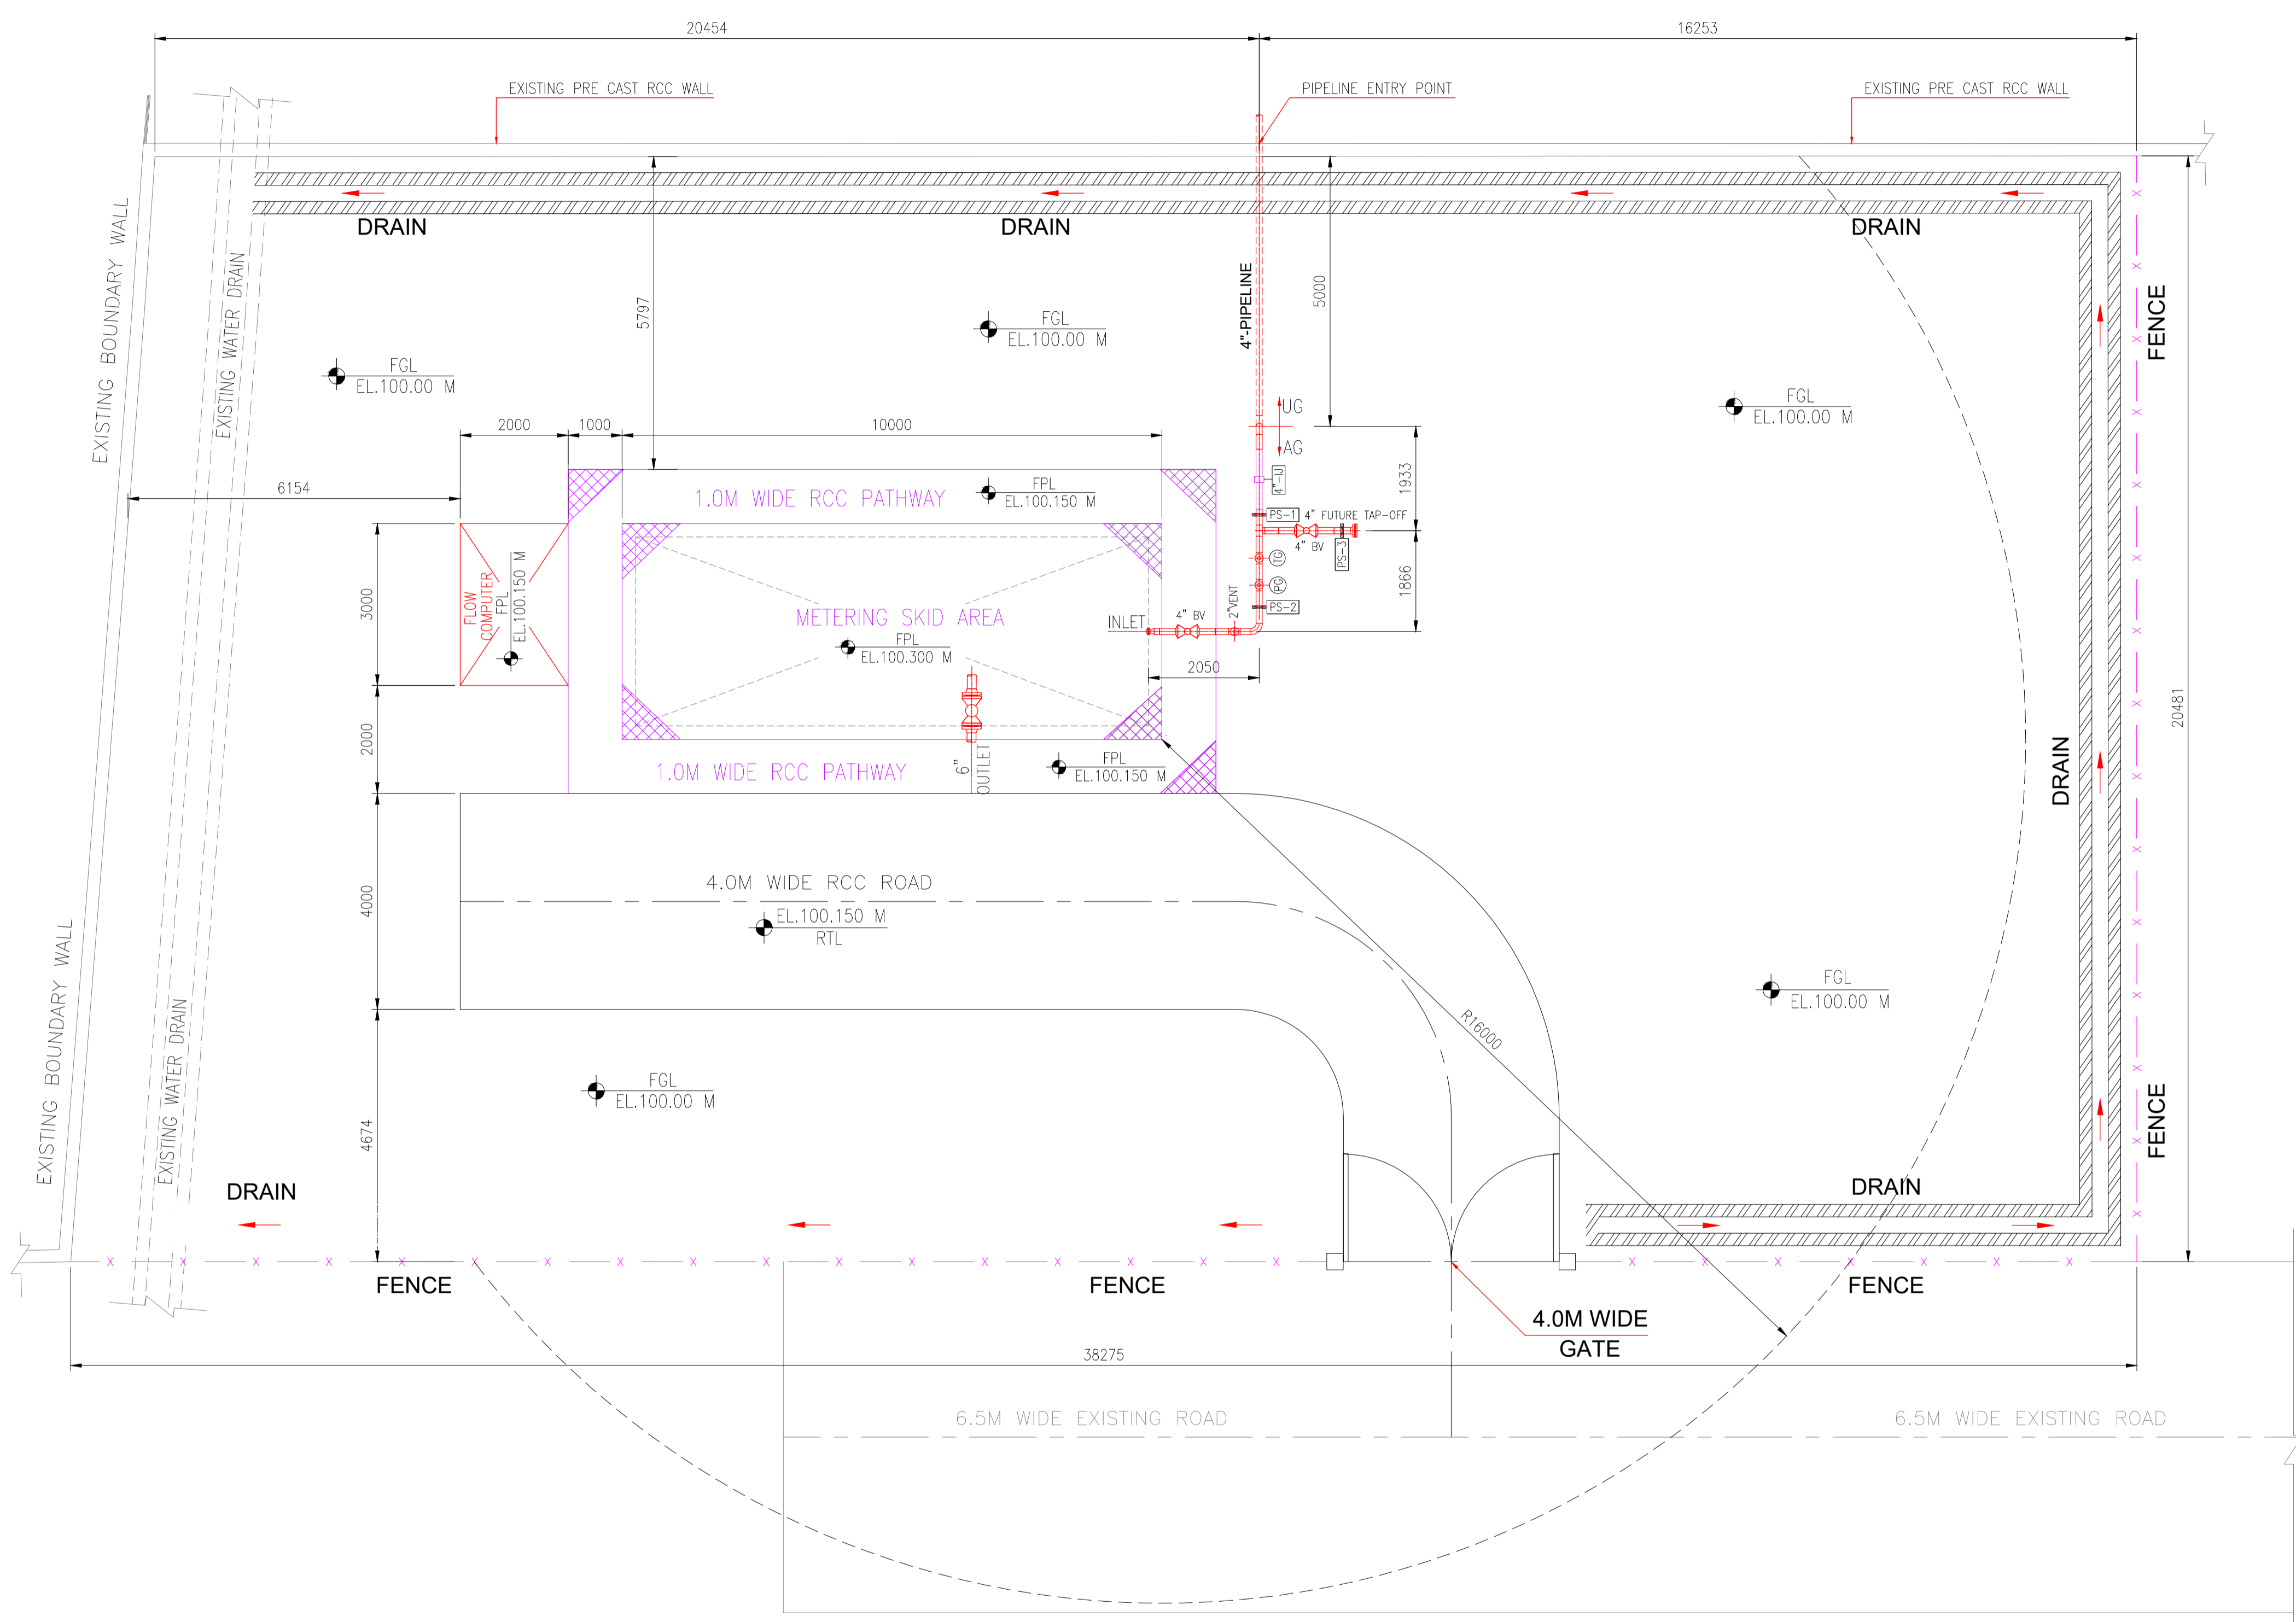 20454
16253
EXISTING PRE CAST RCC WALL
PIPELINE ENTRY POINT
EXISTING PRE CAST RCC WALL
DRAIN
DRAIN
DRAIN
EXISTING BOUNDARY WALL
EXISTING WATER DRAIN
5797
4"-PIPELINE
5000
FENCE
FGL
EL.100.00 M
FGL
EL.100.00 M
FGL
EL.100.00 M
UG
AG
2000
1000
10000
6154
1.0M WIDE RCC PATHWAY
FPL
EL.100.150 M
4"-IJ
1933
PS-1
4" FUTURE TAP-OFF
4" BV
PS-3
TG
PG
PS-2
1866
2"VENT
4" BV
INLET
2050
3000
FLOW
COMPUTER
FPL
EL.100.150 M
METERING SKID AREA
FPL
EL.100.300 M
2000
1.0M WIDE RCC PATHWAY
6"
OUTLET
FPL
EL.100.150 M
20481
DRAIN
4000
4.0M WIDE RCC ROAD
EL.100.150 M
RTL
FGL
EL.100.00 M
R16000
EXISTING BOUNDARY WALL
EXISTING WATER DRAIN
4674
FGL
EL.100.00 M
FENCE
DRAIN
DRAIN
X X X X X X X X X X X X X X X X X X X X X X X
FENCE
FENCE
FENCE
4.0M WIDE
GATE
38275
6.5M WIDE EXISTING ROAD
6.5M WIDE EXISTING ROAD